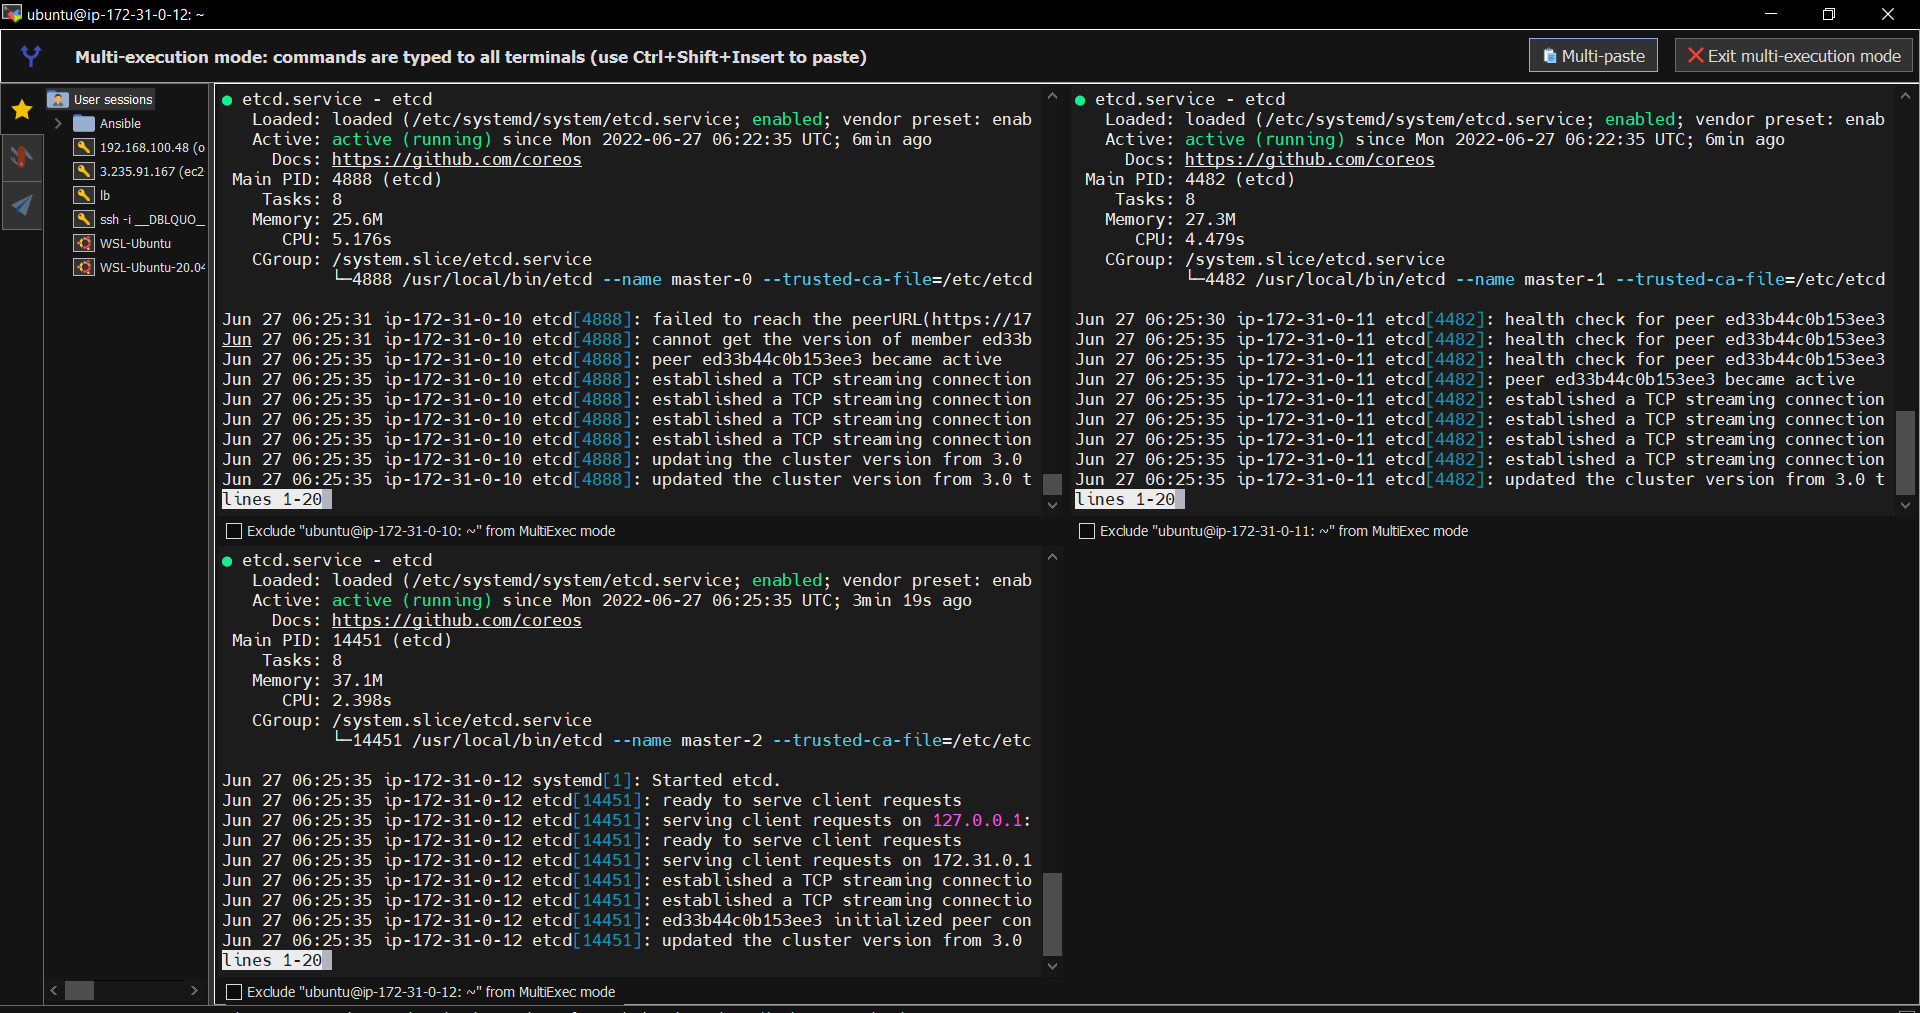 ubuntu@ip-172-31-0-12: ~
Multi-execution mode: commands are typed to all terminals (use Ctrl+Shift+Insert to paste)
Multi-paste
Exit multi-execution mode
User sessions
Ansible
192.168.100.48 (o
3.235.91.167 (ec2
lb
ssh -i __DBLQUO__
WSL-Ubuntu
WSL-Ubuntu-20.04
● etcd.service - etcd
Loaded: loaded (/etc/systemd/system/etcd.service; enabled; vendor preset: enab
Active: active (running) since Mon 2022-06-27 06:22:35 UTC; 6min ago
Docs: https://github.com/coreos
Main PID: 4888 (etcd)
Tasks: 8
Memory: 25.6M
CPU: 5.176s
CGroup: /system.slice/etcd.service
└─4888 /usr/local/bin/etcd --name master-0 --trusted-ca-file=/etc/etcd
Jun 27 06:25:31 ip-172-31-0-10 etcd[4888]: failed to reach the peerURL(https://17
Jun 27 06:25:31 ip-172-31-0-10 etcd[4888]: cannot get the version of member ed33b
Jun 27 06:25:35 ip-172-31-0-10 etcd[4888]: peer ed33b44c0b153ee3 became active
Jun 27 06:25:35 ip-172-31-0-10 etcd[4888]: established a TCP streaming connection
Jun 27 06:25:35 ip-172-31-0-10 etcd[4888]: established a TCP streaming connection
Jun 27 06:25:35 ip-172-31-0-10 etcd[4888]: established a TCP streaming connection
Jun 27 06:25:35 ip-172-31-0-10 etcd[4888]: established a TCP streaming connection
Jun 27 06:25:35 ip-172-31-0-10 etcd[4888]: updating the cluster version from 3.0
Jun 27 06:25:35 ip-172-31-0-10 etcd[4888]: updated the cluster version from 3.0 t
lines 1-20
Exclude "ubuntu@ip-172-31-0-10: ~" from MultiExec mode
● etcd.service - etcd
Loaded: loaded (/etc/systemd/system/etcd.service; enabled; vendor preset: enab
Active: active (running) since Mon 2022-06-27 06:22:35 UTC; 6min ago
Docs: https://github.com/coreos
Main PID: 4482 (etcd)
Tasks: 8
Memory: 27.3M
CPU: 4.479s
CGroup: /system.slice/etcd.service
└─4482 /usr/local/bin/etcd --name master-1 --trusted-ca-file=/etc/etcd
Jun 27 06:25:30 ip-172-31-0-11 etcd[4482]: health check for peer ed33b44c0b153ee3
Jun 27 06:25:35 ip-172-31-0-11 etcd[4482]: health check for peer ed33b44c0b153ee3
Jun 27 06:25:35 ip-172-31-0-11 etcd[4482]: health check for peer ed33b44c0b153ee3
Jun 27 06:25:35 ip-172-31-0-11 etcd[4482]: peer ed33b44c0b153ee3 became active
Jun 27 06:25:35 ip-172-31-0-11 etcd[4482]: established a TCP streaming connection
Jun 27 06:25:35 ip-172-31-0-11 etcd[4482]: established a TCP streaming connection
Jun 27 06:25:35 ip-172-31-0-11 etcd[4482]: established a TCP streaming connection
Jun 27 06:25:35 ip-172-31-0-11 etcd[4482]: established a TCP streaming connection
Jun 27 06:25:35 ip-172-31-0-11 etcd[4482]: updated the cluster version from 3.0 t
lines 1-20
Exclude "ubuntu@ip-172-31-0-11: ~" from MultiExec mode
● etcd.service - etcd
Loaded: loaded (/etc/systemd/system/etcd.service; enabled; vendor preset: enab
Active: active (running) since Mon 2022-06-27 06:25:35 UTC; 3min 19s ago
Docs: https://github.com/coreos
Main PID: 14451 (etcd)
Tasks: 8
Memory: 37.1M
CPU: 2.398s
CGroup: /system.slice/etcd.service
└─14451 /usr/local/bin/etcd --name master-2 --trusted-ca-file=/etc/etc
Jun 27 06:25:35 ip-172-31-0-12 systemd[1]: Started etcd.
Jun 27 06:25:35 ip-172-31-0-12 etcd[14451]: ready to serve client requests
Jun 27 06:25:35 ip-172-31-0-12 etcd[14451]: serving client requests on 127.0.0.1:
Jun 27 06:25:35 ip-172-31-0-12 etcd[14451]: ready to serve client requests
Jun 27 06:25:35 ip-172-31-0-12 etcd[14451]: serving client requests on 172.31.0.1
Jun 27 06:25:35 ip-172-31-0-12 etcd[14451]: established a TCP streaming connectio
Jun 27 06:25:35 ip-172-31-0-12 etcd[14451]: established a TCP streaming connectio
Jun 27 06:25:35 ip-172-31-0-12 etcd[14451]: ed33b44c0b153ee3 initialized peer con
Jun 27 06:25:35 ip-172-31-0-12 etcd[14451]: updated the cluster version from 3.0
lines 1-20
Exclude "ubuntu@ip-172-31-0-12: ~" from MultiExec mode